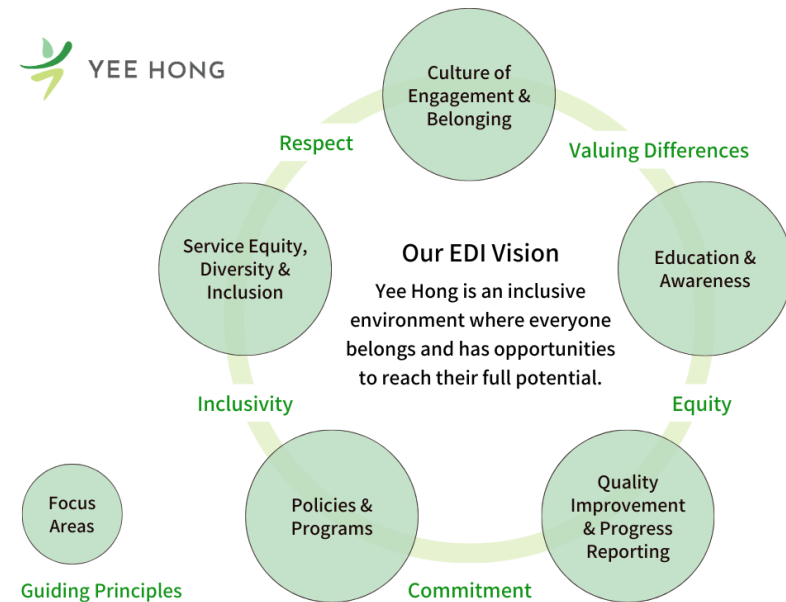 YEE HONG
Culture of
Engagement &
Belonging
Respect
Valuing Differences
Service Equity,
Diversity &
Inclusion
Our EDI Vision
Yee Hong is an inclusive
environment where everyone
belongs and has opportunities
to reach their full potential.
Education &
Awareness
Inclusivity
Equity
Focus
Areas
Policies &
Programs
Quality
Improvement
& Progress
Reporting
Guiding Principles
Commitment